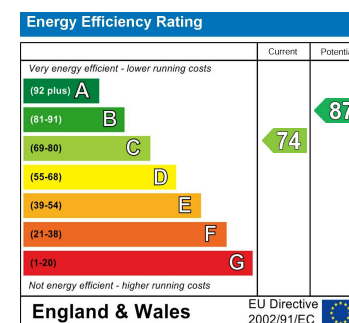 Energy Efficiency Rating
Current Potentia
Very energy efficient - lower running costs
(92 plus) A
(81-91) B
(69-80) C
(55-68) D
(39-54) E
(21-38) F
(1-20) G
74
87
Not energy efficient - higher running costs
England & Wales
EU Directive
2002/91/EC